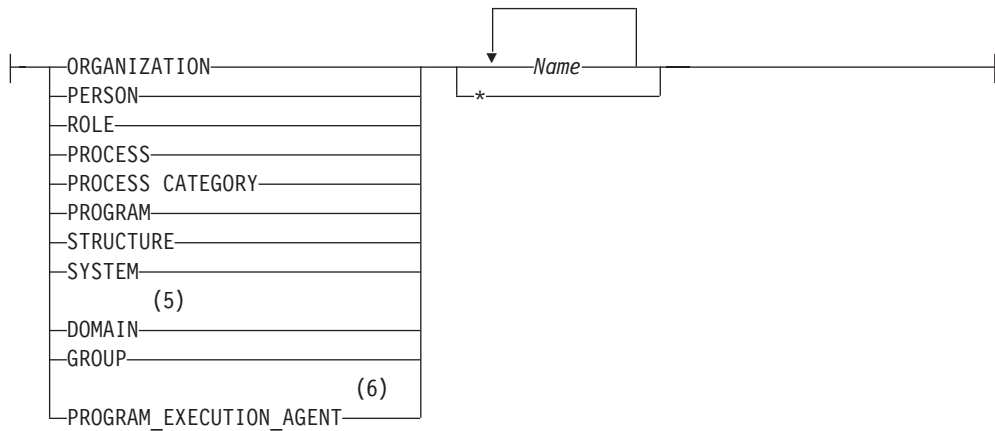 ORGANIZATION Name
PERSON *
ROLE
PROCESS
PROCESS CATEGORY
PROGRAM
STRUCTURE
SYSTEM
(5)
DOMAIN
GROUP
(6)
PROGRAM_EXECUTION_AGENT